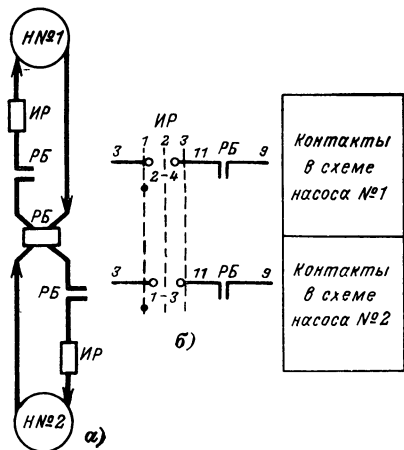 Н№1
ИР
РБ
РБ
РБ
ИР
Н№2
а)
ИР
3 1 2 3 11 РБ 9
2-4
3 11 РБ 9
1-3
б)
Контакты
в схеме
насоса №1
Контакты
в схеме
насоса №2